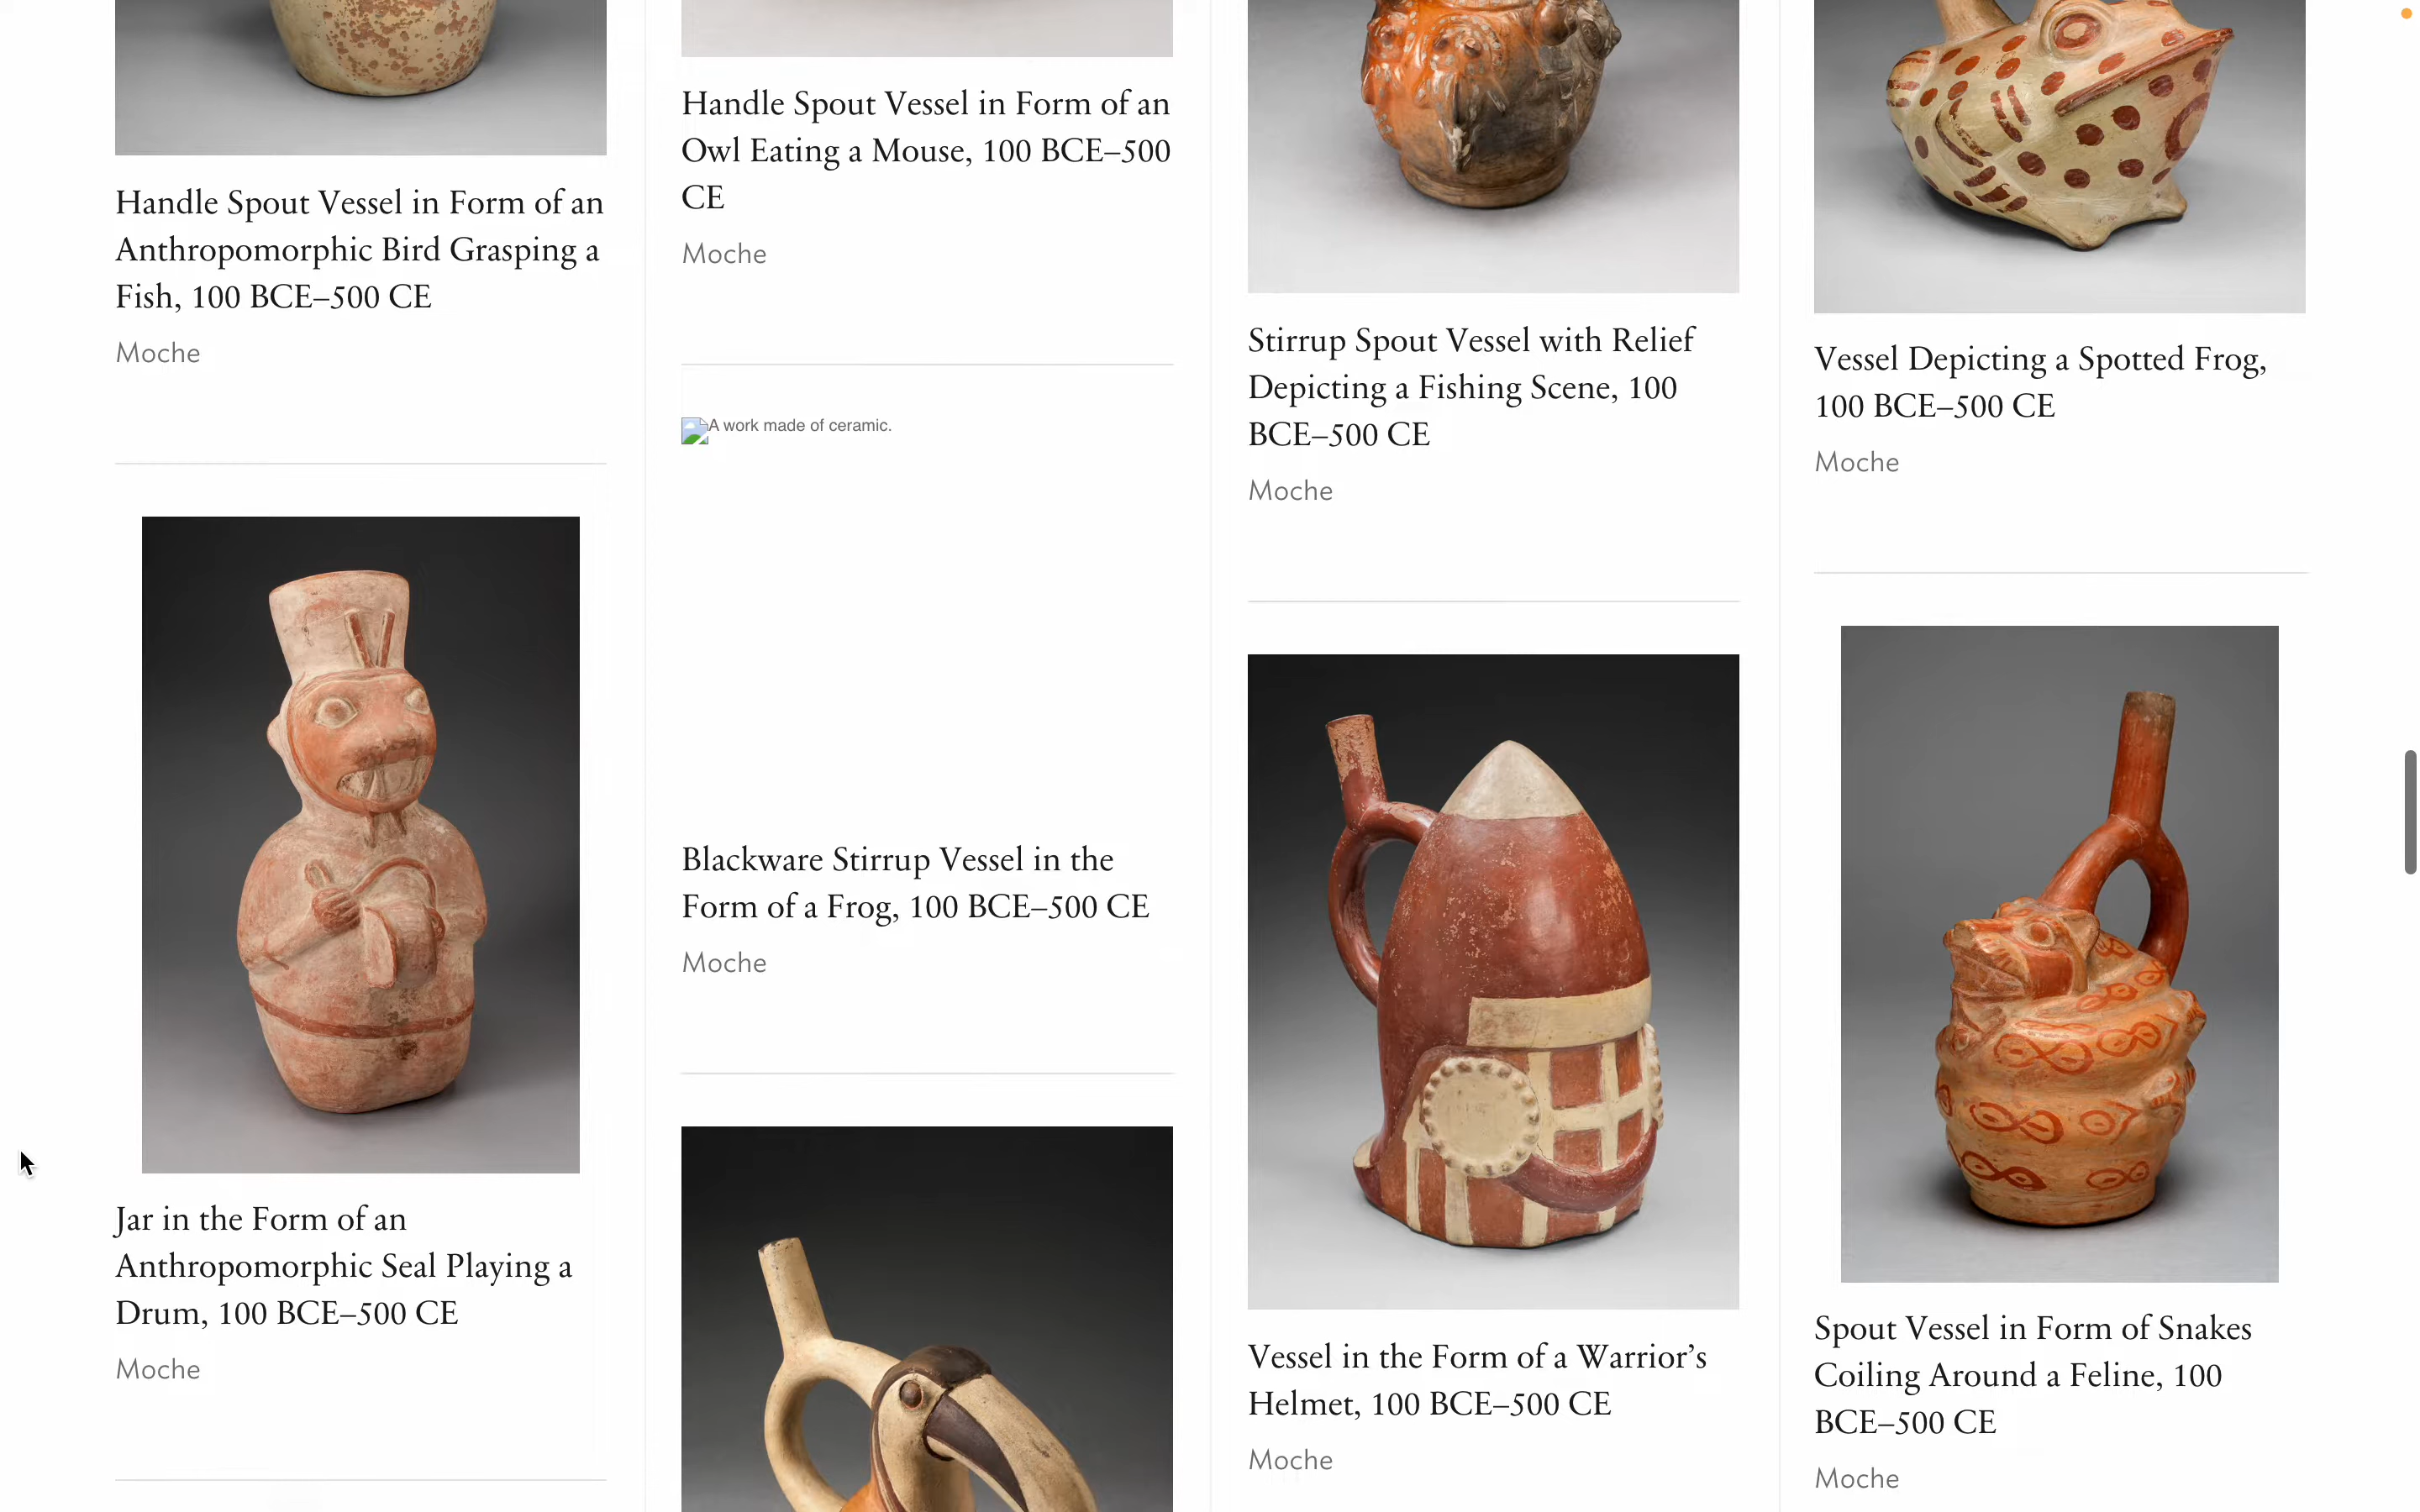 Handle Spout Vessel in Form of an
Anthropomorphic Bird Grasping a
Fish, 100 BCE–500 CE
Moche
Jar in the Form of an
Anthropomorphic Seal Playing a
Drum, 100 BCE–500 CE
Moche
Handle Spout Vessel in Form of an
Owl Eating a Mouse, 100 BCE–500
CE
Moche
A work made of ceramic.
Blackware Stirrup Vessel in the
Form of a Frog, 100 BCE–500 CE
Moche
Stirrup Spout Vessel with Relief
Depicting a Fishing Scene, 100
BCE–500 CE
Moche
Vessel in the Form of a Warrior’s
Helmet, 100 BCE–500 CE
Moche
Vessel Depicting a Spotted Frog,
100 BCE–500 CE
Moche
Spout Vessel in Form of Snakes
Coiling Around a Feline, 100
BCE–500 CE
Moche